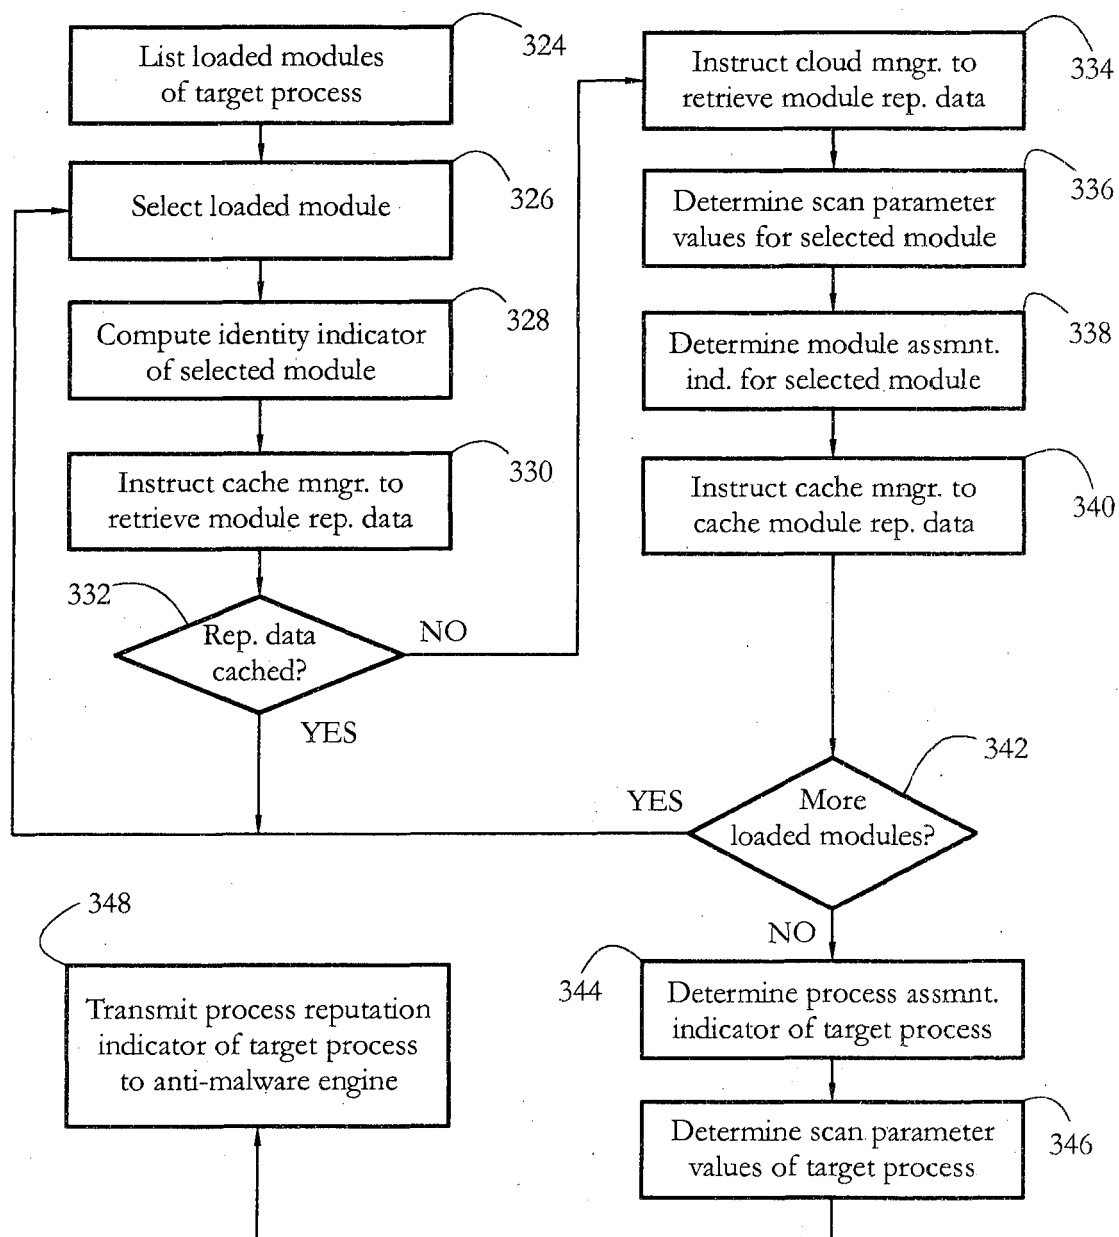 List loaded modules
of target process
324
Select loaded module
326
Compute identity indicator
of selected module
328
Instruct cache mngr. to
retrieve module rep. data
330
332
Rep. data
cached?
NO
YES
Instruct cloud mngr. to
retrieve module rep. data
334
Determine scan parameter
values for selected module
336
Determine module assmnt.
ind. for selected module
338
Instruct cache mngr. to
cache module rep. data
340
342
More
loaded modules?
YES
NO
344
Determine process assmnt.
indicator of target process
Determine scan parameter
values of target process
346
348
Transmit process reputation
indicator of target process
to anti-malware engine